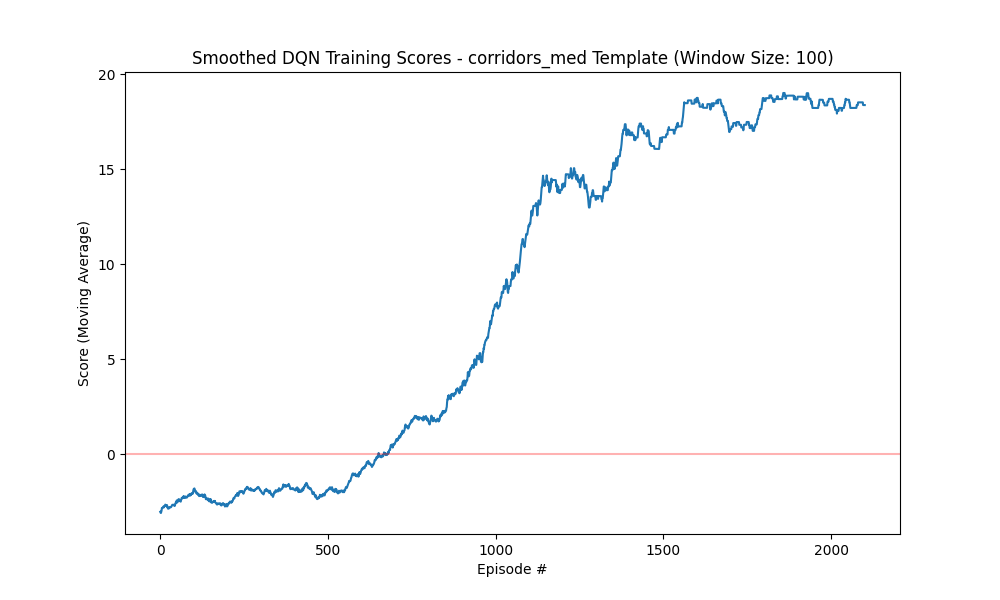 Smoothed DQN Training Scores - corridors_med Template (Window Size: 100)
20
15
10
5
0
Score (Moving Average)
0 500 1000 1500 2000
Episode #